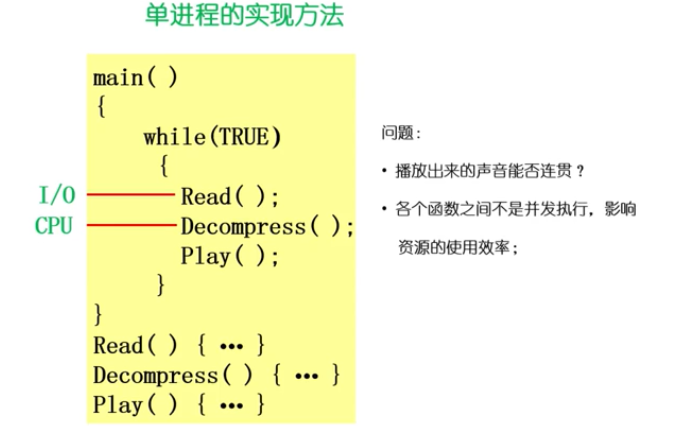 单进程的实现方法
main( )
{
while(TRUE)
{
I/O
Read( );
CPU
Decompress( );
Play( );
}
}
Read( ) { ··· }
Decompress( ) { ··· }
Play( ) { ··· }
问题:
• 播放出来的声音能否连贯？
• 各个函数之间不是并发执行，影响
资源的使用效率；